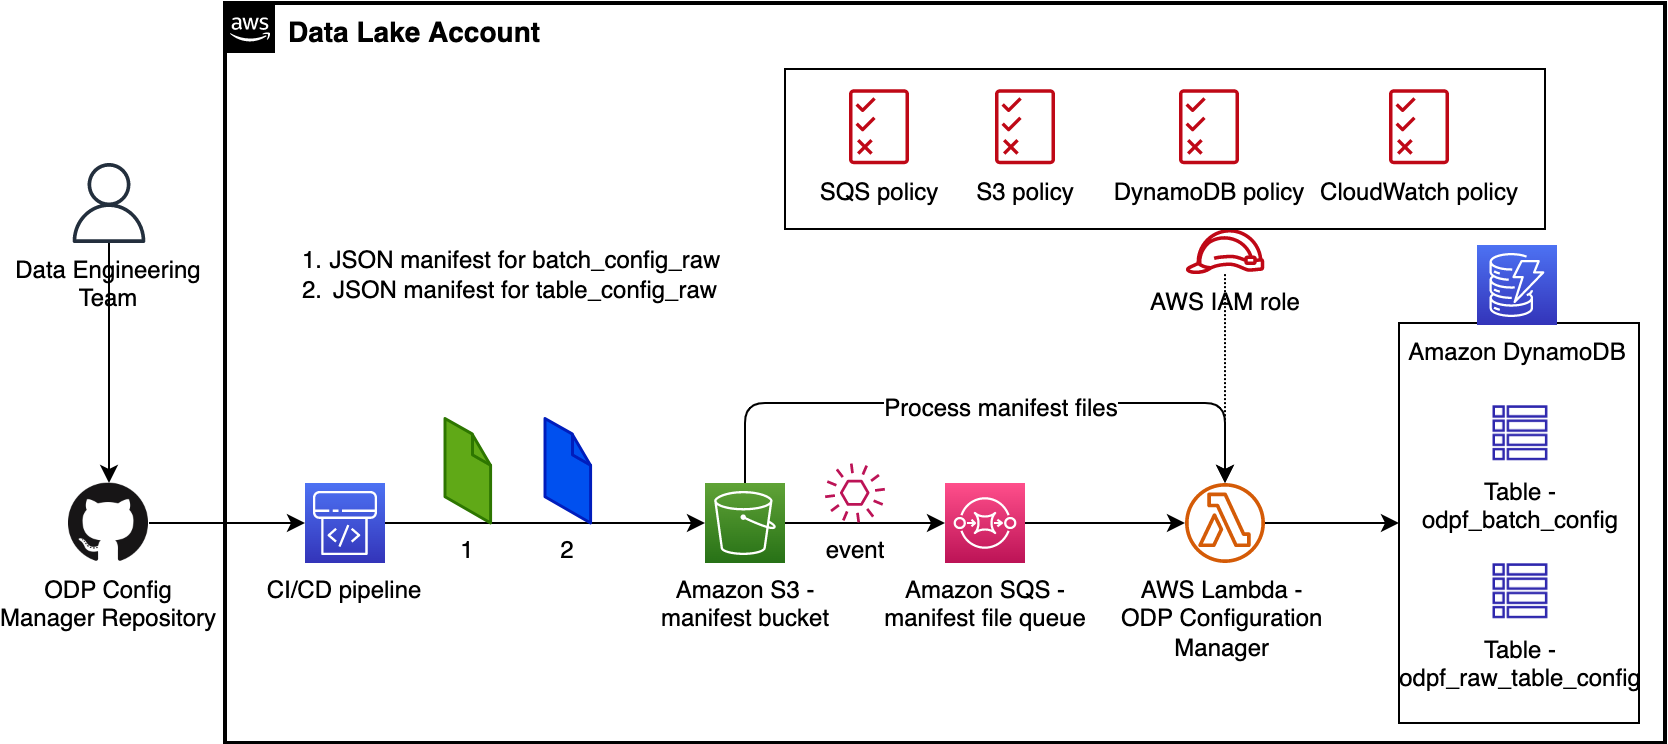 aws
Data Lake Account
SQS policy
S3 policy
DynamoDB policy
CloudWatch policy
Data Engineering
Team
1. JSON manifest for batch_config_raw
2. JSON manifest for table_config_raw
AWS IAM role
Amazon DynamoDB
Process manifest files
Table -
odpf_batch_config
1
2
event
CI/CD pipeline
ODP Config
Manager Repository
Amazon S3 -
manifest bucket
Amazon SQS -
manifest file queue
AWS Lambda -
ODP Configuration
Manager
Table -
odpf_raw_table_config